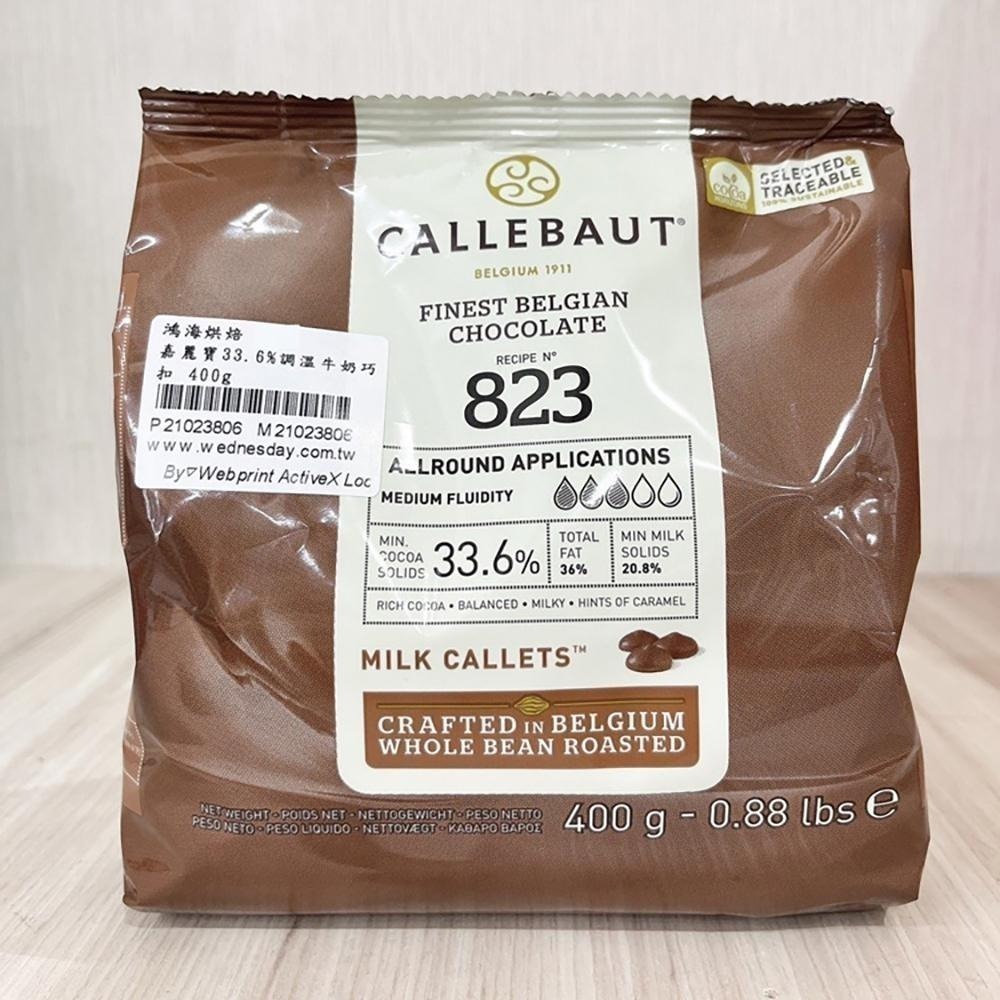 CALLEBAUT®
BELGIUM 1911
FINEST BELGIAN
CHOCOLATE
RECIPE N°
823
ALLROUND APPLICATIONS
MEDIUM FLUIDITY
MIN.
COCOA
SOLIDS
33.6%
TOTAL
FAT
36%
MIN MILK
SOLIDS
20.8%
RICH COCOA • BALANCED • MILKY • HINTS OF CARAMEL
MILK CALLETS™
CRAFTED IN BELGIUM
WHOLE BEAN ROASTED
NET WEIGHT - POIDS NET - NETTOGEWICHT - PESO NETTO
PESO NETO - PESO LIQUIDO - NETTOVÆGT - ΚΑΘΑΡΟ ΒΑΡΟΣ
400 g - 0.88 lbs e
cocoa
HORIZONS
SELECTED&
TRACEABLE
100% SUSTAINABLE
鴻海烘焙
嘉麗寶33.6%調溫牛奶巧
扣 400g
P21023806 M21023806
www.wednesday.com.tw
By▽Webprint ActiveX Loc